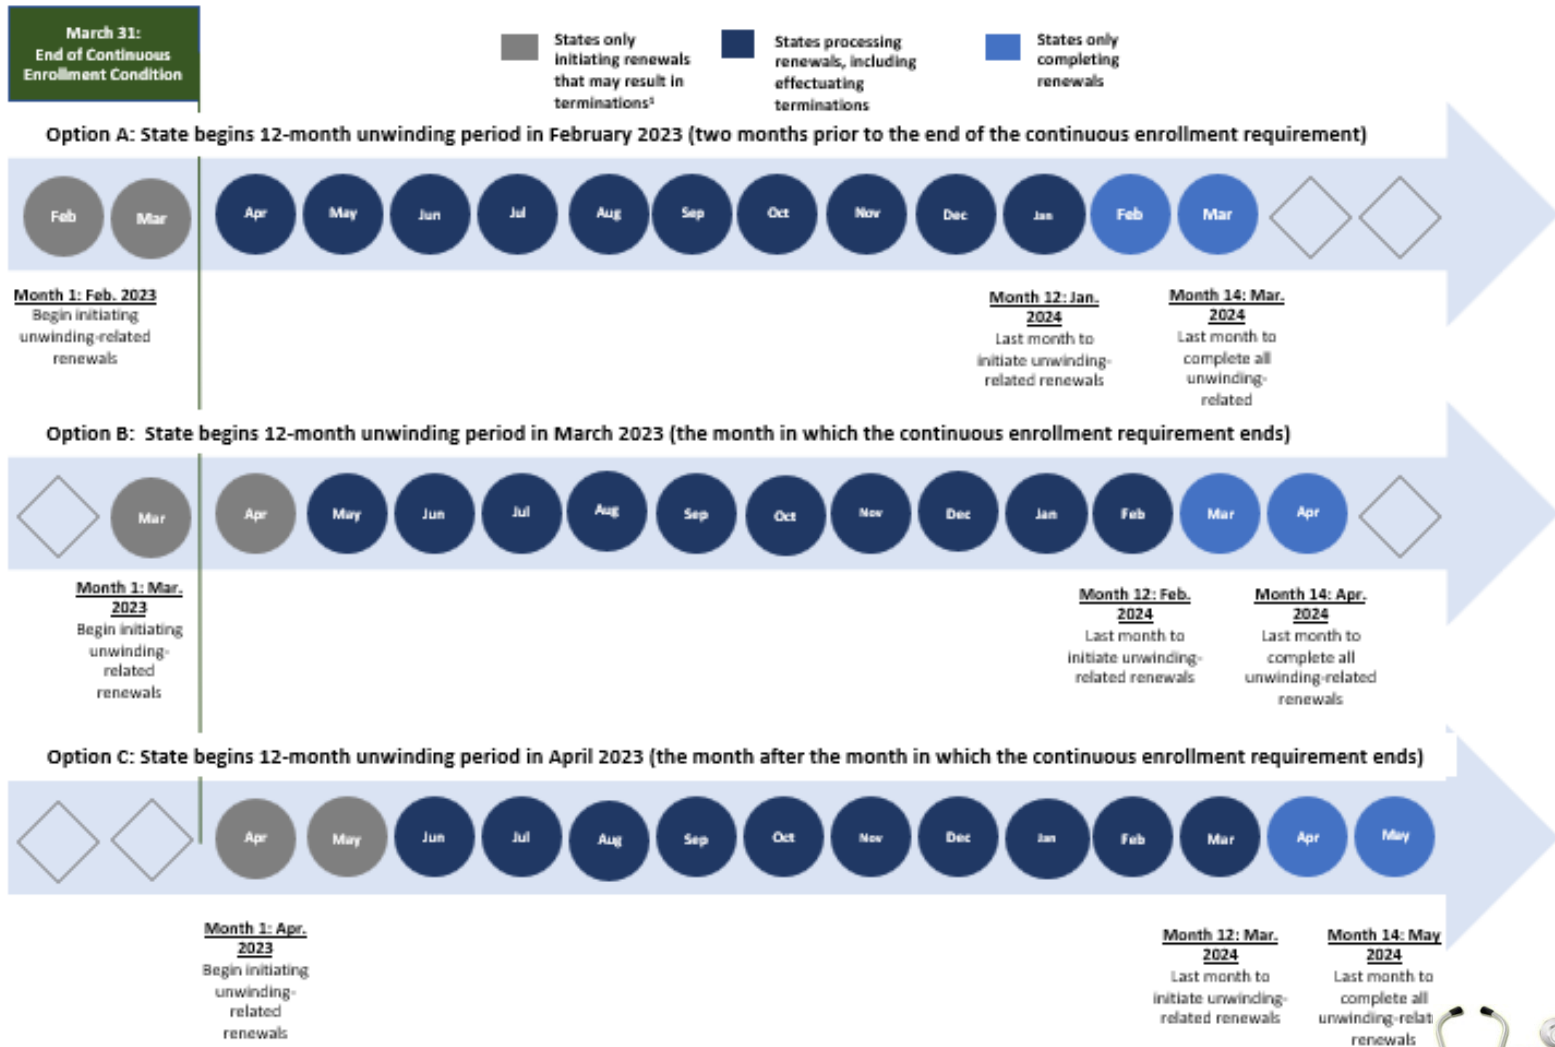 March 31:
End of Continuous
Enrollment Condition
States only
initiating renewals
that may result in
terminations¹
States processing
renewals, including
effectuating
terminations
States only
completing
renewals
Option A: State begins 12-month unwinding period in February 2023 (two months prior to the end of the continuous enrollment requirement)
Feb Mar Apr May Jun Jul Aug Sep Oct Nov Dec Jan Feb Mar
Month 1: Feb. 2023
Begin initiating
unwinding-related
renewals
Month 12: Jan.
2024
Last month to
initiate unwinding-
related renewals
Month 14: Mar.
2024
Last month to
complete all
unwinding-
related
Option B:  State begins 12-month unwinding period in March 2023 (the month in which the continuous enrollment requirement ends)
Mar Apr May Jun Jul Aug Sep Oct Nov Dec Jan Feb Mar Apr
Month 1: Mar.
2023
Begin initiating
unwinding-
related
renewals
Month 12: Feb.
2024
Last month to
initiate unwinding-
related renewals
Month 14: Apr.
2024
Last month to
complete all
unwinding-related
renewals
Option C: State begins 12-month unwinding period in April 2023 (the month after the month in which the continuous enrollment requirement ends)
Apr May Jun Jul Aug Sep Oct Nov Dec Jan Feb Mar Apr May
Month 1: Apr.
2023
Begin initiating
unwinding-
related
renewals
Month 12: Mar.
2024
Last month to
initiate unwinding-
related renewals
Month 14: May
2024
Last month to
complete all
unwinding-relat
renewals